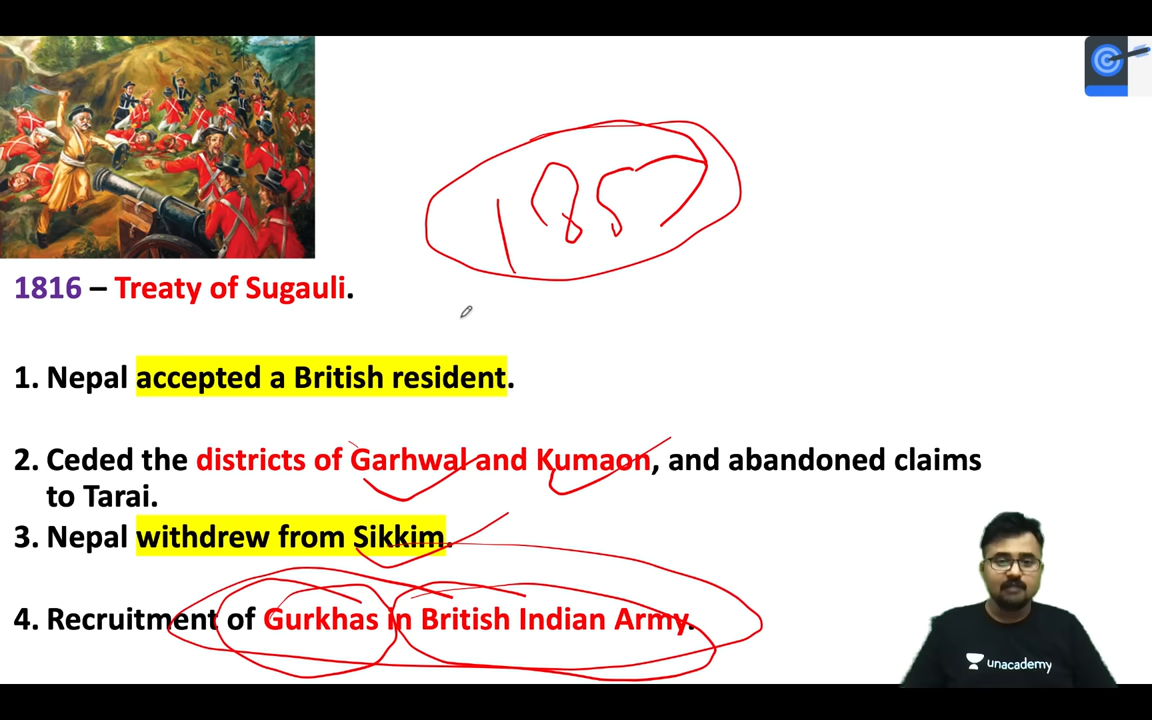 1857
1816 – Treaty of Sugauli.
1. Nepal accepted a British resident.
2. Ceded the districts of Garhwal and Kumaon, and abandoned claims
to Tarai.
3. Nepal withdrew from Sikkim.
4. Recruitment of Gurkhas in British Indian Army.
unacademy